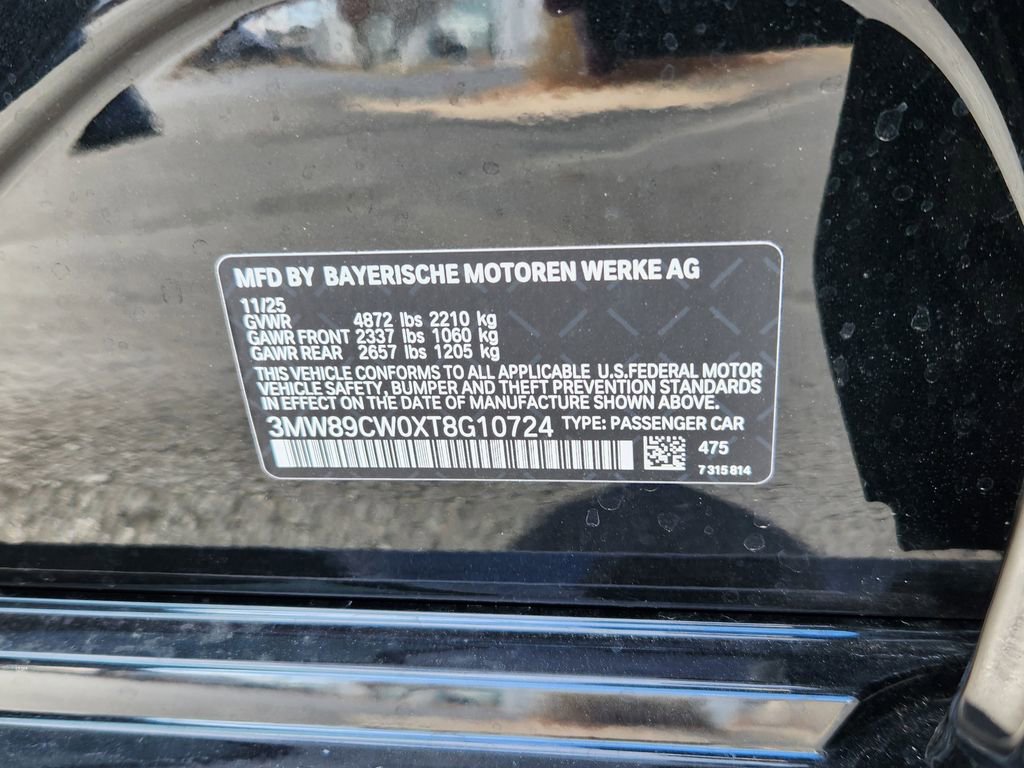 MFD BY BAYERISCHE MOTOREN WERKE AG
11/25
GVWR 4872 lbs 2210 kg
GAWR FRONT 2337 lbs 1060 kg
GAWR REAR 2657 lbs 1205 kg
THIS VEHICLE CONFORMS TO ALL APPLICABLE U.S.FEDERAL MOTOR
VEHICLE SAFETY, BUMPER AND THEFT PREVENTION STANDARDS
IN EFFECT ON THE DATE OF MANUFACTURE SHOWN ABOVE.
3MW89CW0XT8G10724 TYPE: PASSENGER CAR
475
7 315 814